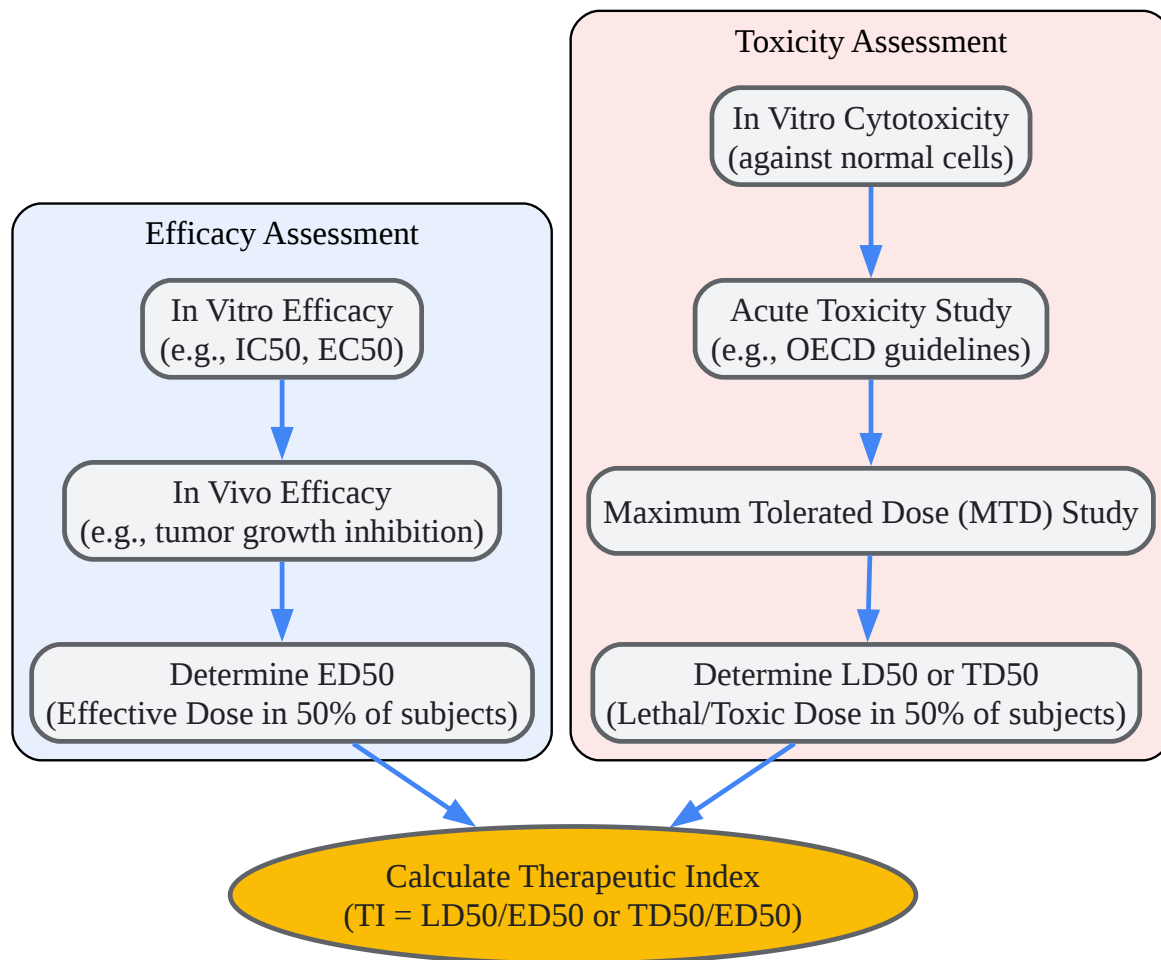 Efficacy Assessment
In Vitro Efficacy
(e.g., IC50, EC50)
In Vivo Efficacy
(e.g., tumor growth inhibition)
Determine ED50
(Effective Dose in 50% of subjects)
Toxicity Assessment
In Vitro Cytotoxicity
(against normal cells)
Acute Toxicity Study
(e.g., OECD guidelines)
Maximum Tolerated Dose (MTD) Study
Determine LD50 or TD50
(Lethal/Toxic Dose in 50% of subjects)
Calculate Therapeutic Index
(TI = LD50/ED50 or TD50/ED50)